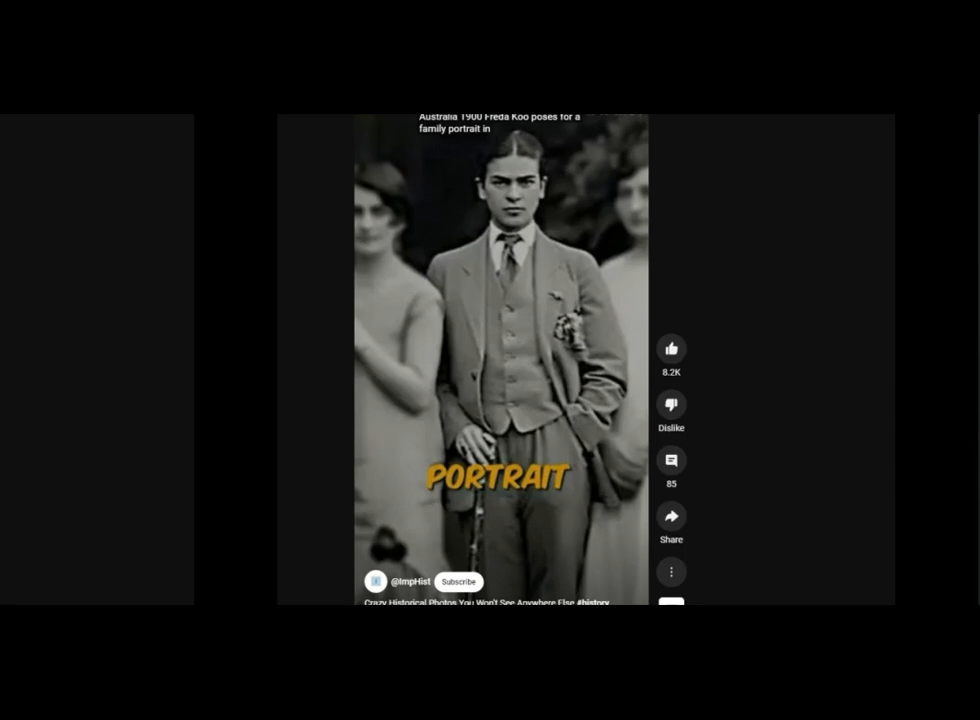 Australia 1900 Freda Koo poses for a
family portrait in
PORTRAIT
8.2K
Dislike
85
Share
@ImpHist
Subscribe
Crazy Historical Photos You Won't See Anywhere Else #history